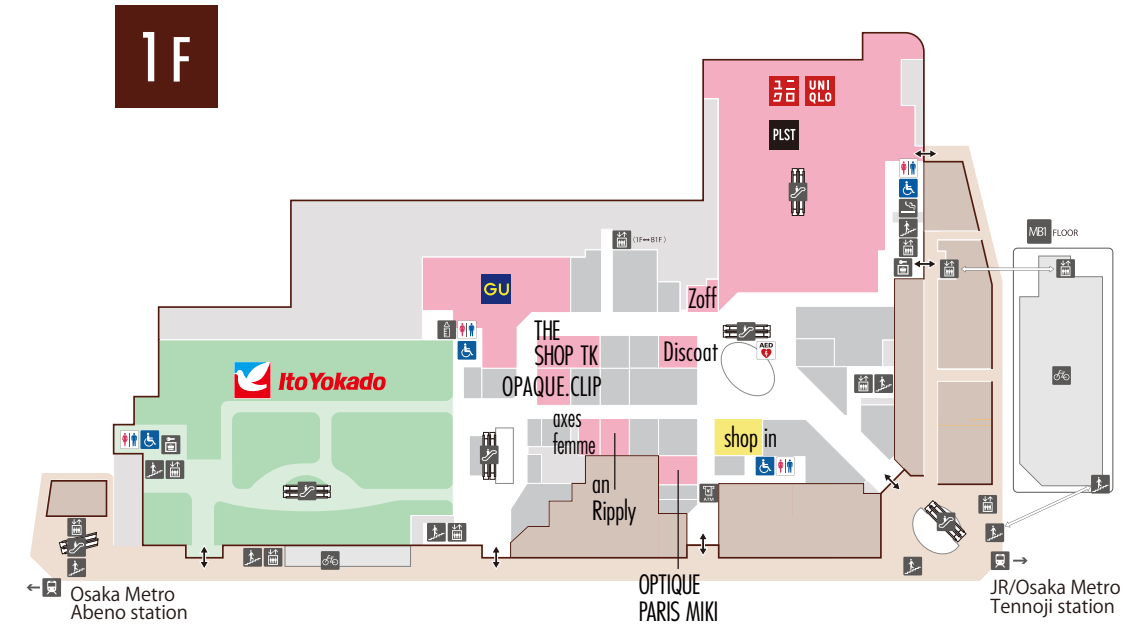 1F
ユニ
クロ
UNI
QLO
PLST
(1F↔B1F)
MB1 FLOOR
GU
Zoff
THE
SHOP TK
Discoat
AED
ItoYokado
OPAQUE.CLIP
axes
femme
shop in
an
Ripply
ATM
OPTIQUE
PARIS MIKI
← Osaka Metro
Abeno station
→
JR/Osaka Metro
Tennoji station